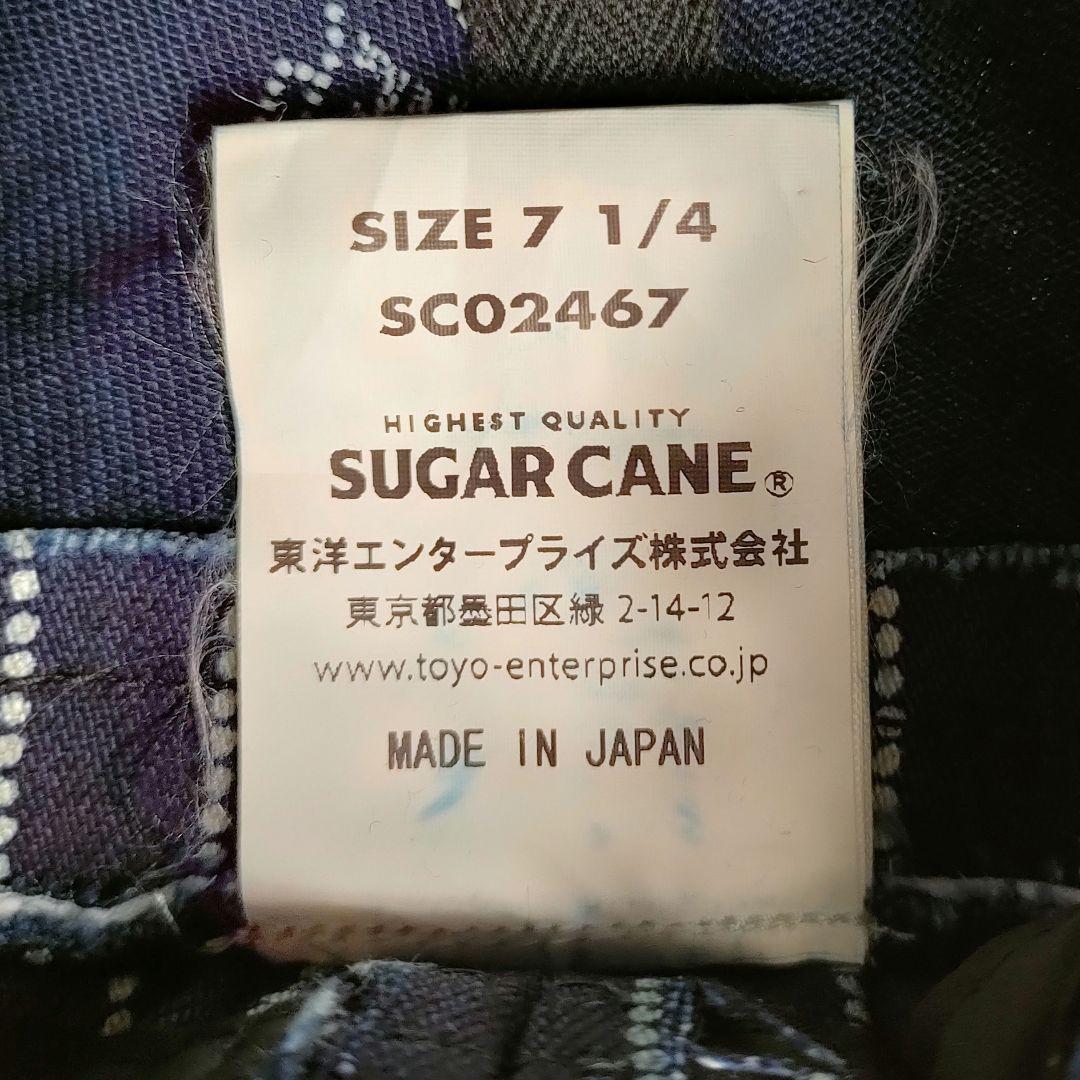 SIZE 7 1/4
SC02467
HIGHEST QUALITY
SUGAR CANE®
東洋エンタープライズ株式会社
東京都墨田区緑 2-14-12
www.toyo-enterprise.co.jp
MADE IN JAPAN